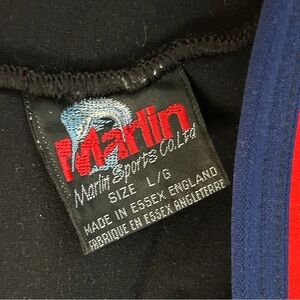 Marlin
Marlin Sports Co.Ltd
SIZE L/G
MADE IN ESSEX ENGLAND
FABRIQUE EN ESSEX ANGLETERRE